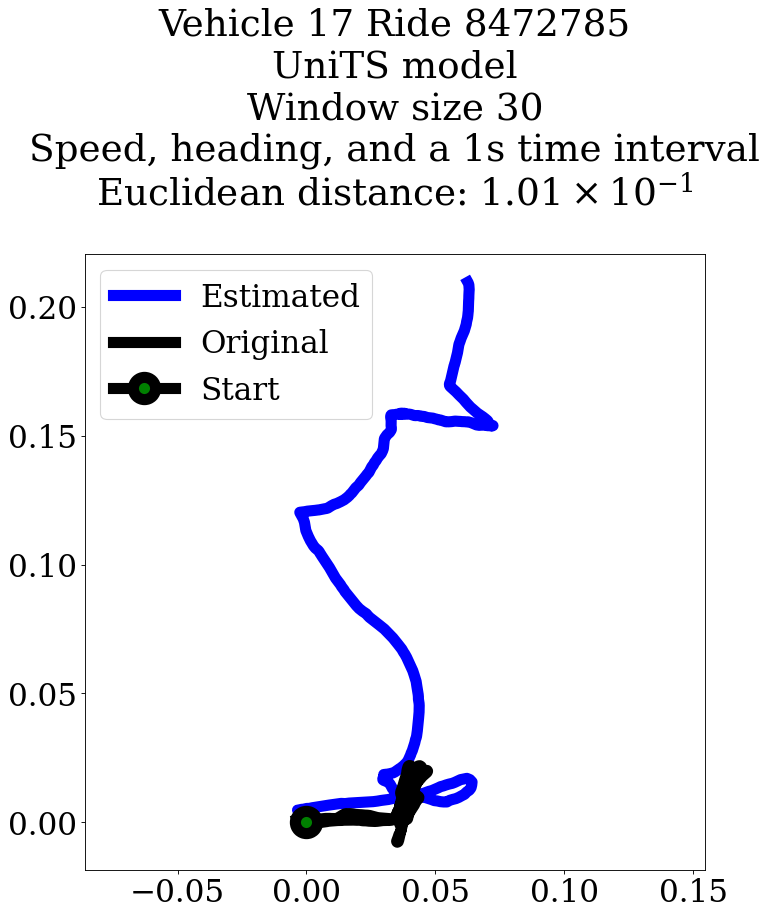 Vehicle 17 Ride 8472785
UniTS model
Window size 30
Speed, heading, and a 1s time interval
Euclidean distance: 1.01 × 10⁻¹
Estimated
Original
Start
0.20
0.15
0.10
0.05
0.00
−0.05 0.00 0.05 0.10 0.15